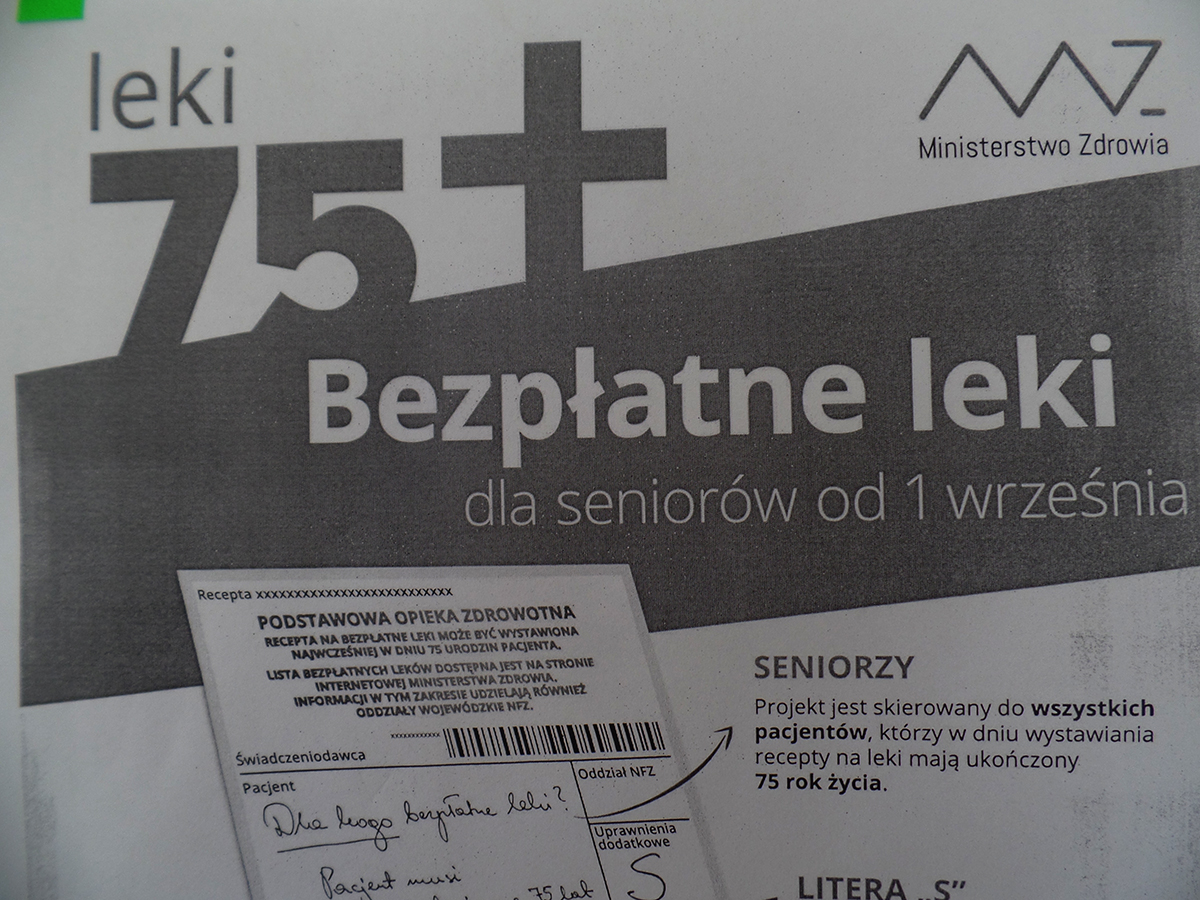 leki
75+
MZ
Ministerstwo Zdrowia
Bezpłatne leki
dla seniorów od 1 września
Recepta xxxxxxxxxxxxxxxxxxxxxxxxxxxx
PODSTAWOWA OPIEKA ZDROWOTNA
RECEPTA NA BEZPŁATNE LEKI MOŻE BYĆ WYSTAWIONA
NAJWCZEŚNIEJ W DNIU 75 URODZIN PACJENTA.
LISTA BEZPŁATNYCH LEKÓW DOSTĘPNA JEST NA STRONIE
INTERNETOWEJ MINISTERSTWA ZDROWIA.
INFORMACJI W TYM ZAKRESIE UDZIELAJĄ RÓWNIEŻ
ODDZIAŁY WOJEWÓDZKIE NFZ.
xxxxxxxxxxx
Świadczeniodawca
Pacjent
Oddział NFZ
Dla kogo bezpłatne leki?
Uprawnienia
dodatkowe
S
Pacjent musi
75 lat
SENIORZY
Projekt jest skierowany do wszystkich
pacjentów, którzy w dniu wystawiania
recepty na leki mają ukończony
75 rok życia.
LITERA „S”